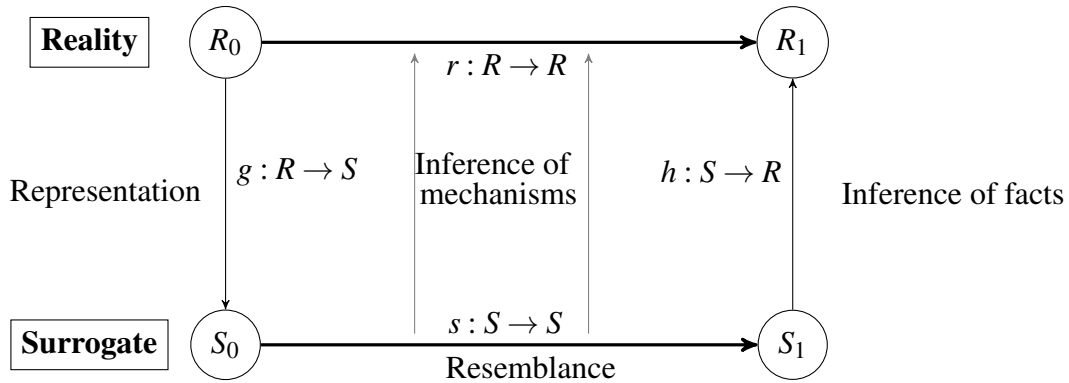 Reality
R₀
R₁
r : R → R
g : R → S
Inference of
mechanisms
h : S → R
Representation
Inference of facts
Surrogate
S₀
s : S → S
S₁
Resemblance